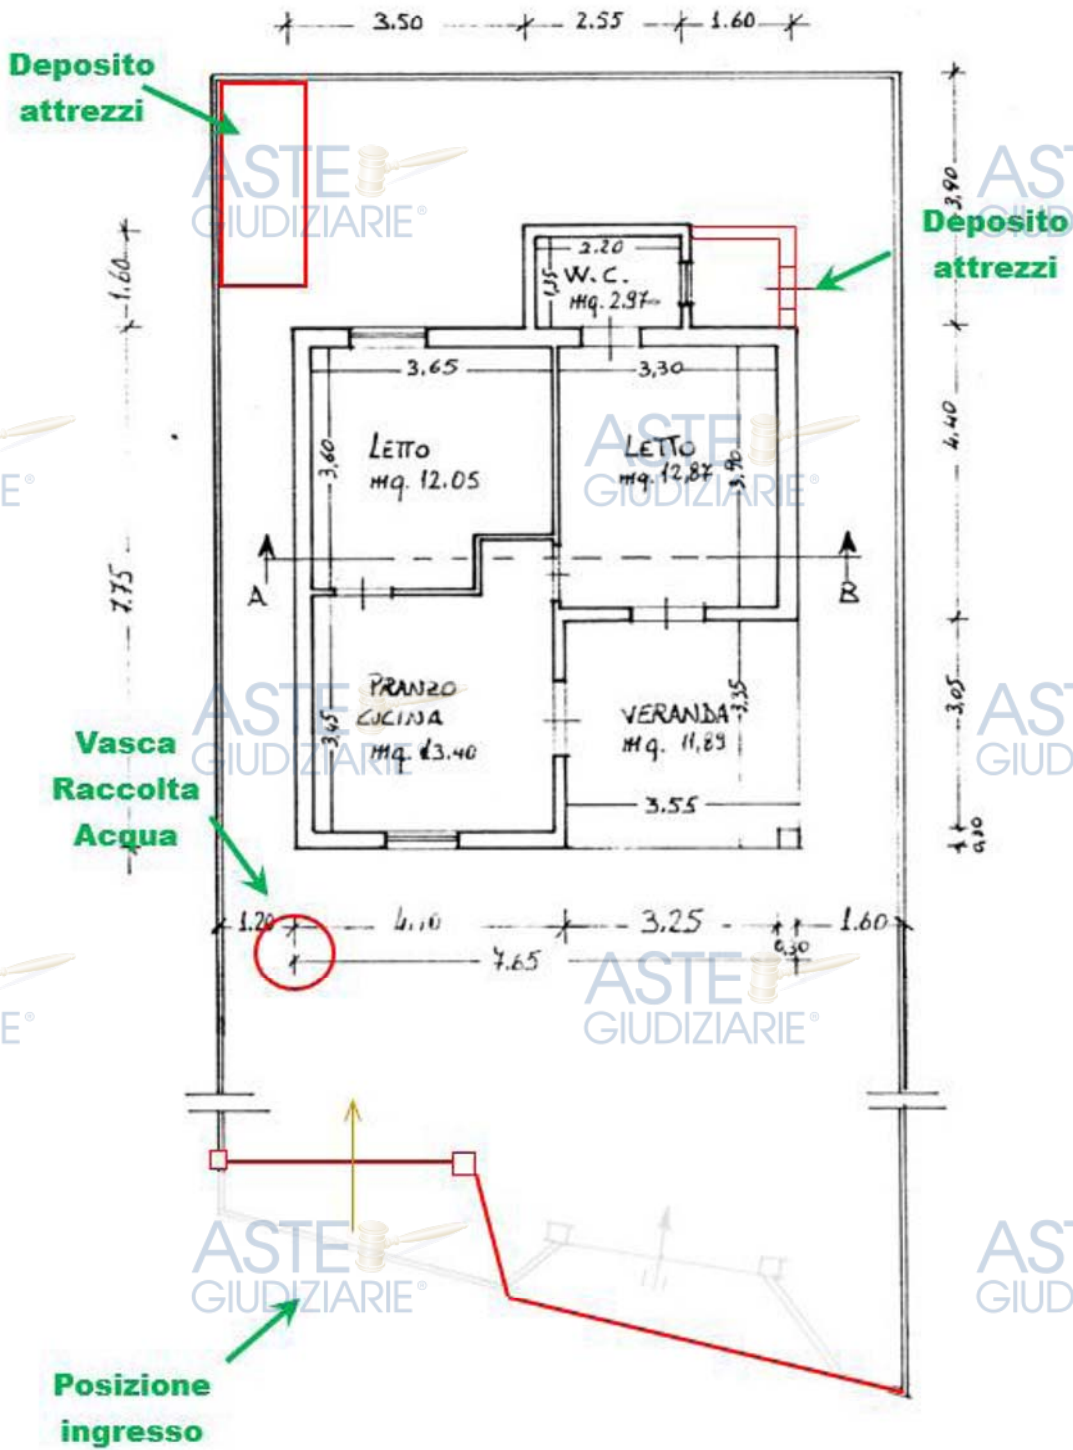 3.50
2.55
1.60
Deposito
attrezzi
3.90
Deposito
attrezzi
1.60
2.20
1,35
W.C.
mq. 2.97
3.65
3,30
LETTO
mq. 12.05
3,60
LETTO
mq. 12,87
3.90
4.40
A
B
7.75
PRANZO
CUCINA
mq. 13.40
3,45
VERANDA
mq. 11,89
3.35
3,05
3.55
0,30
Vasca
Raccolta
Acqua
1.20
4.10
3.25
0,30
1.60
7.65
Posizione
ingresso
ASTE
GIUDIZIARIE®
ASTE
GIUDIZIARIE®
ASTE
GIUDIZIARIE®
ASTE
GIUDIZIARIE®
ASTE
GIUDIZIARIE®